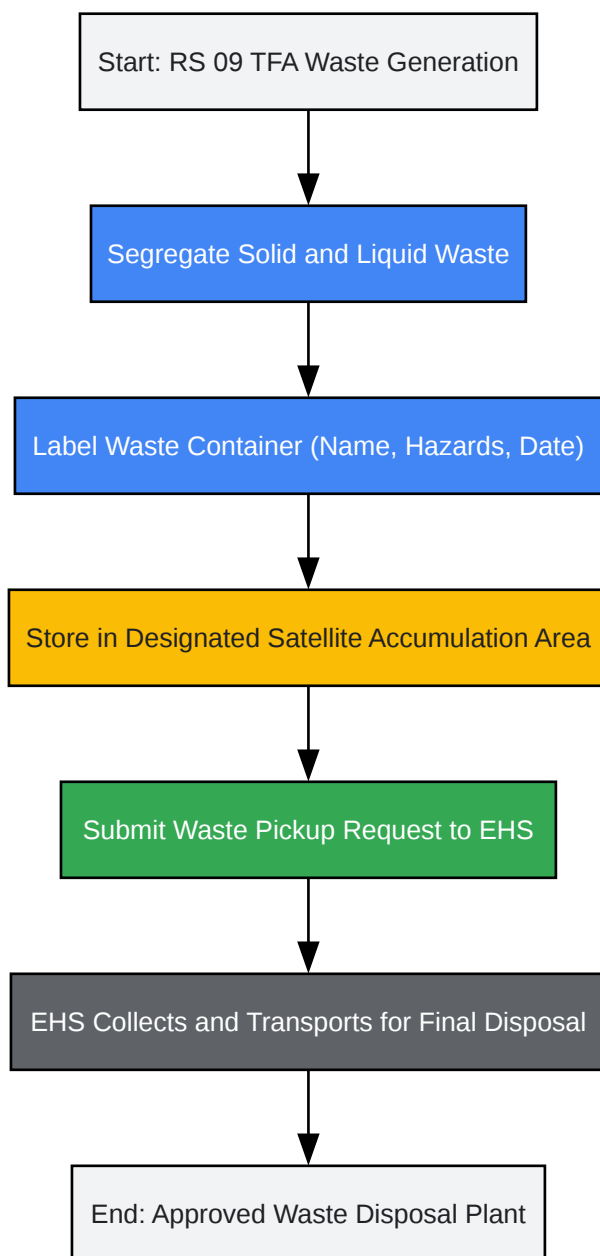 Start: RS 09 TFA Waste Generation
Segregate Solid and Liquid Waste
Label Waste Container (Name, Hazards, Date)
Store in Designated Satellite Accumulation Area
Submit Waste Pickup Request to EHS
EHS Collects and Transports for Final Disposal
End: Approved Waste Disposal Plant